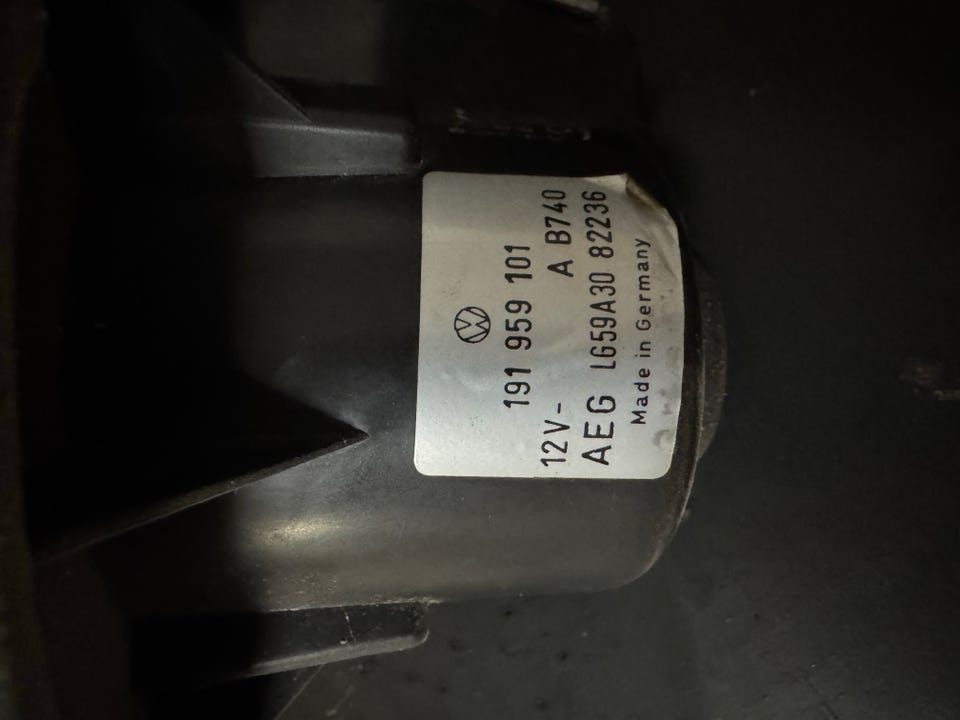 191 959 101
12V- A B740
AEG L659A30 82236
Made in Germany